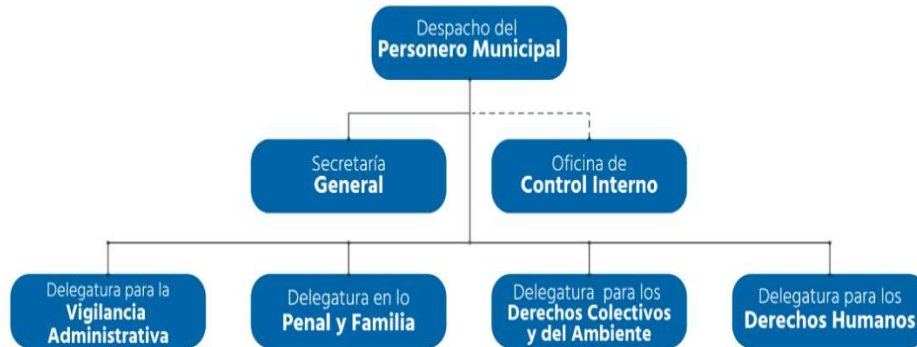 Despacho del
Personero Municipal
Secretaría
General
Oficina de
Control Interno
Delegatura para la
Vigilancia
Administrativa
Delegatura en lo
Penal y Familia
Delegatura para los
Derechos Colectivos
y del Ambiente
Delegatura para los
Derechos Humanos